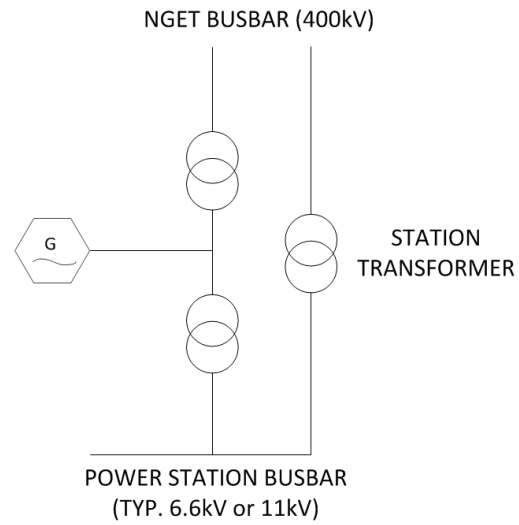 NGET BUSBAR (400kV)
G
STATION
TRANSFORMER
POWER STATION BUSBAR
(TYP. 6.6kV or 11kV)